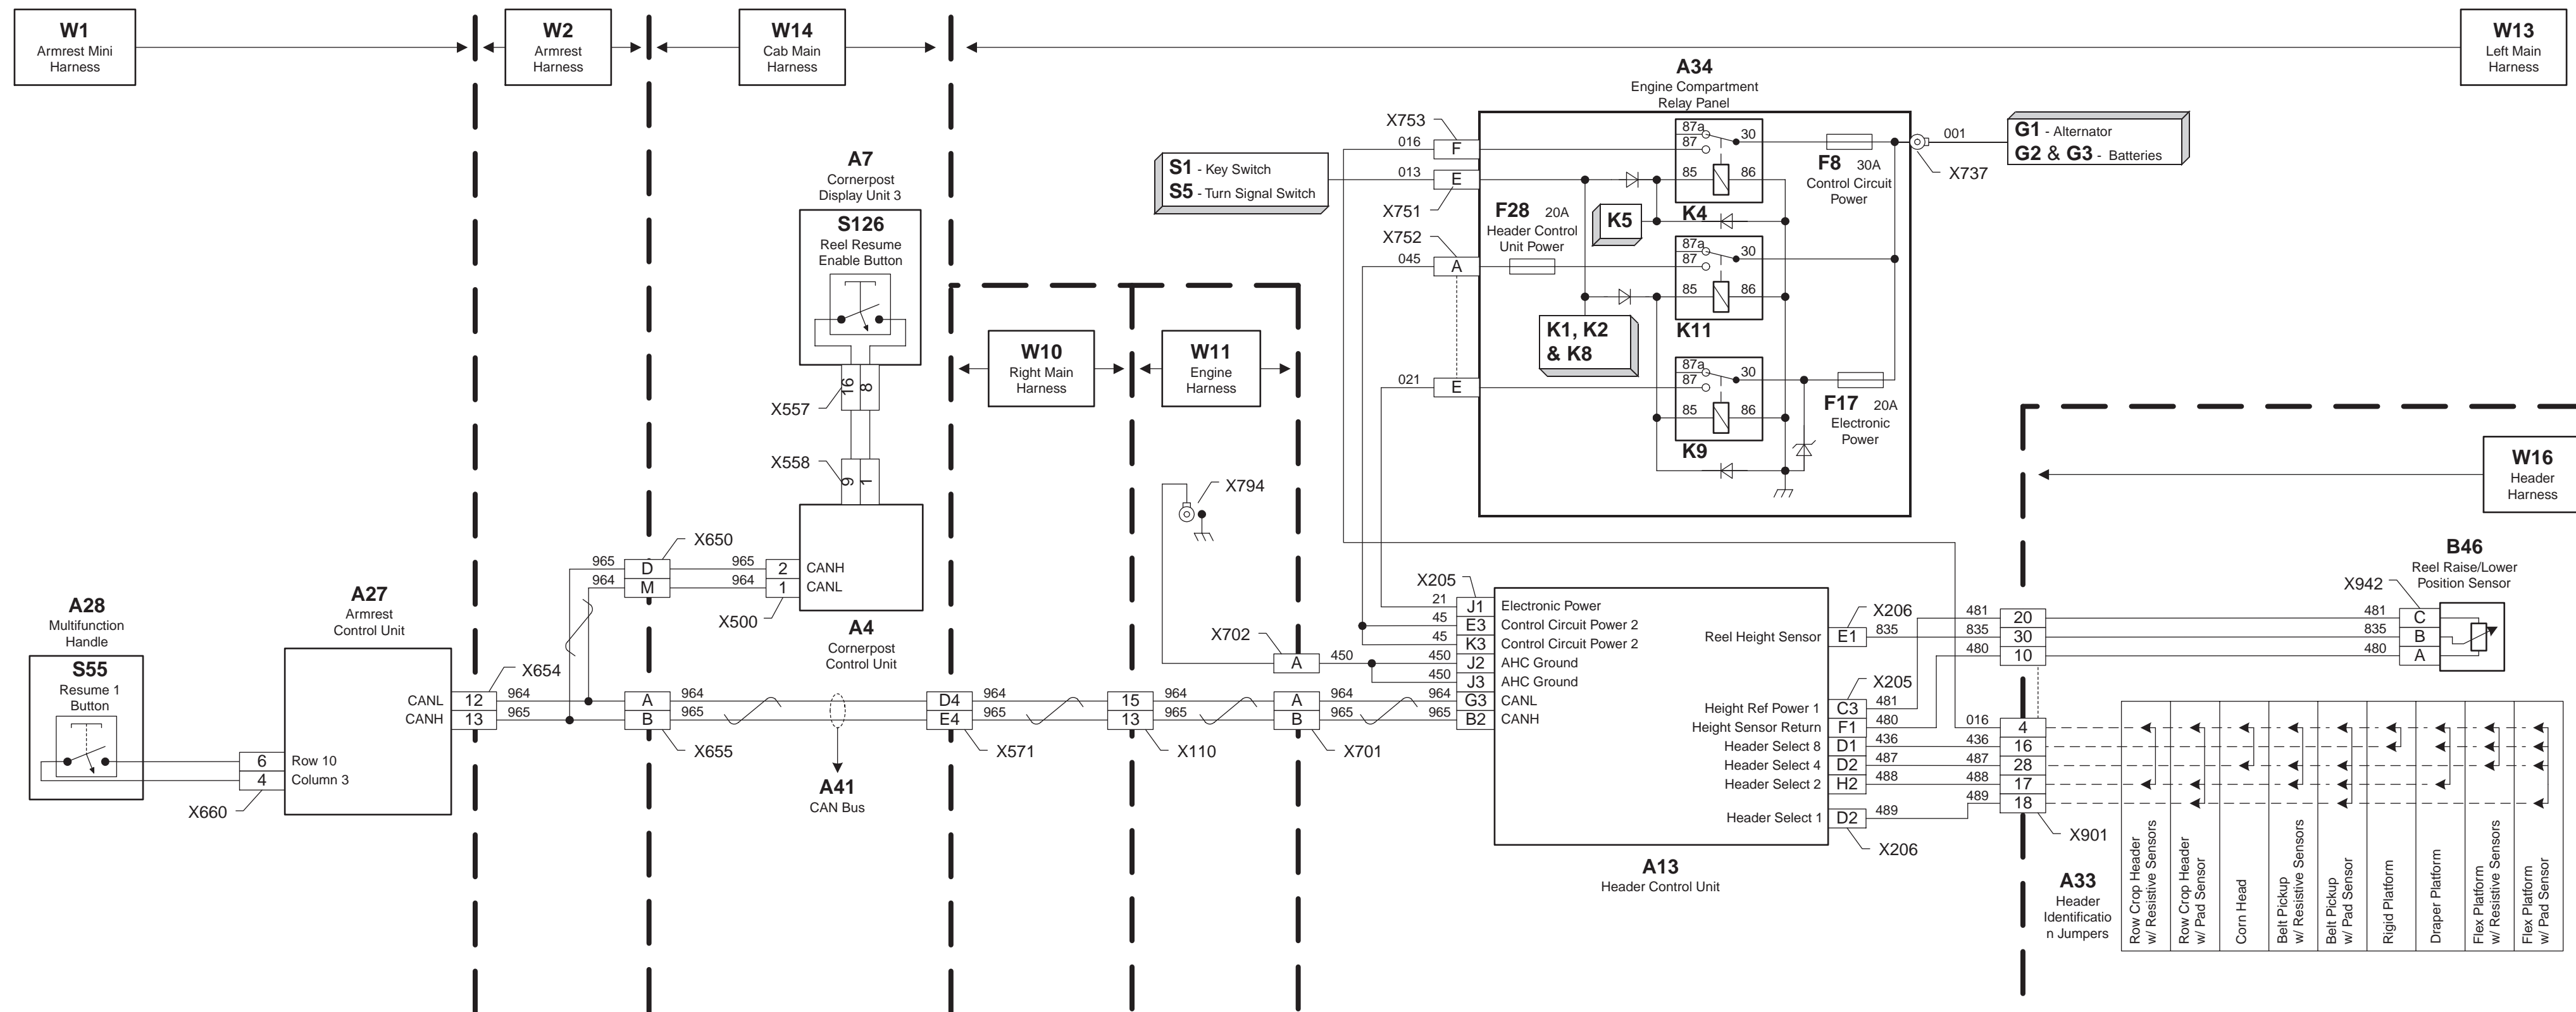 W1
Armrest Mini
Harness
W2
Armrest
Harness
W14
Cab Main
Harness
W13
Left Main
Harness
A34
Engine Compartment
Relay Panel
X753
016
F
S1 - Key Switch
S5 - Turn Signal Switch
013
E
X751
X752
045
A
021
E
F28 20A
Header Control
Unit Power
K5
K1, K2
& K8
87a
87
30
85
86
K4
87a
87
30
85
86
K11
87a
87
30
85
86
K9
F8 30A
Control Circuit
Power
F17 20A
Electronic
Power
001
X737
G1 - Alternator
G2 & G3 - Batteries
A7
Cornerpost
Display Unit 3
S126
Reel Resume
Enable Button
16
8
X557
X558
9
1
W10
Right Main
Harness
W11
Engine
Harness
W16
Header
Harness
X794
X650
965
D
965
2
CANH
964
M
964
1
CANL
X500
A4
Cornerpost
Control Unit
A28
Multifunction
Handle
S55
Resume 1
Button
A27
Armrest
Control Unit
6
Row 10
4
Column 3
X660
X654
CANL
12
964
CANH
13
965
A
964
B
965
X655
A41
CAN Bus
D4
964
E4
965
X571
15
964
13
965
X110
X702
A
450
A
964
964
B
965
965
X701
X205
21
J1
Electronic Power
45
E3
Control Circuit Power 2
45
K3
Control Circuit Power 2
450
J2
AHC Ground
450
J3
AHC Ground
G3
CANL
B2
CANH
A13
Header Control Unit
X206
Reel Height Sensor
E1
835
X205
Height Ref Power 1
C3
481
Height Sensor Return
F1
480
Header Select 8
D1
436
Header Select 4
D2
487
Header Select 2
H2
488
Header Select 1
D2
489
X206
481
20
481
835
30
835
480
10
480
016
4
436
16
487
28
488
17
489
18
X901
B46
Reel Raise/Lower
Position Sensor
X942
C
B
A
A33
Header
Identificatio
n Jumpers
Row Crop Header
w/ Resistive Sensors
Row Crop Header
w/ Pad Sensor
Corn Head
Belt Pickup
w/ Resistive Sensors
Belt Pickup
w/ Pad Sensor
Rigid Platform
Draper Platform
Flex Platform
w/ Resistive Sensors
Flex Platform
w/ Pad Sensor